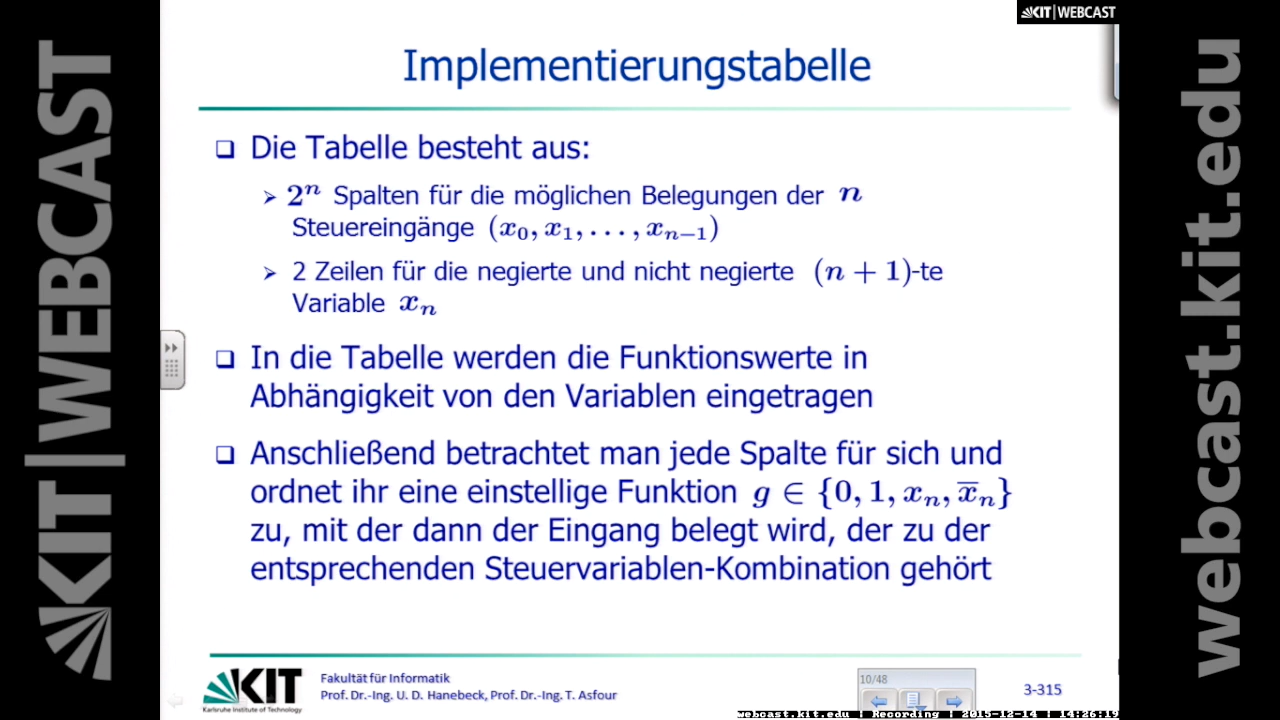 KIT|WEBCAST
Implementierungstabelle
Die Tabelle besteht aus:
2^n Spalten für die möglichen Belegungen der n
Steuereingänge (x_0, x_1, ..., x_{n-1})
2 Zeilen für die negierte und nicht negierte (n + 1)-te
Variable x_n
In die Tabelle werden die Funktionswerte in
Abhängigkeit von den Variablen eingetragen
Anschließend betrachtet man jede Spalte für sich und
ordnet ihr eine einstellige Funktion g ∈ {0, 1, x_n, x̅_n}
zu, mit der dann der Eingang belegt wird, der zu der
entsprechenden Steuervariablen-Kombination gehört
KIT
Karlsruhe Institute of Technology
Fakultät für Informatik
Prof. Dr.-Ing. U. D. Hanebeck, Prof. Dr.-Ing. T. Asfour
10/48
3-315
webcast.kit.edu | Recording | 2015-12-14 | 14:26:19
KIT|WEBCAST
webcast.kit.edu